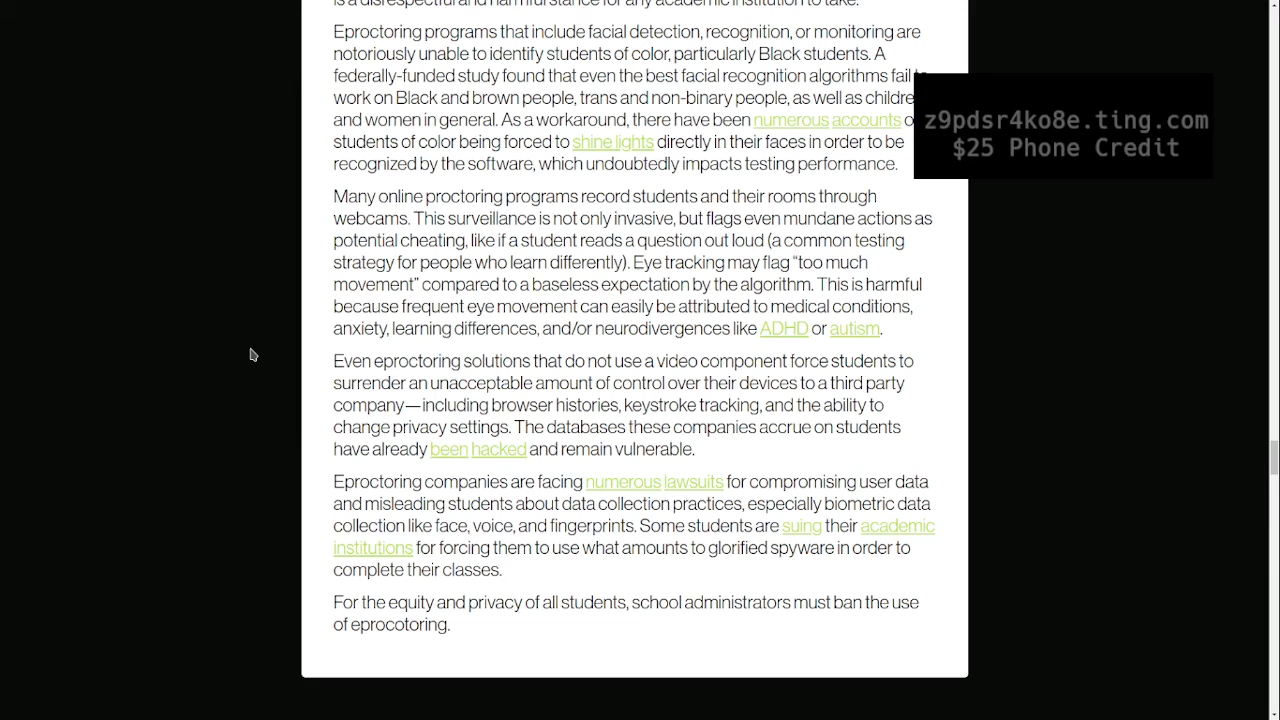 is a disrespectful and harmful stance for any academic institution to take.
Eproctoring programs that include facial detection, recognition, or monitoring are
notoriously unable to identify students of color, particularly Black students. A
federally-funded study found that even the best facial recognition algorithms fail to
work on Black and brown people, trans and non-binary people, as well as childre
and women in general. As a workaround, there have been numerous accounts o
students of color being forced to shine lights directly in their faces in order to be
recognized by the software, which undoubtedly impacts testing performance.
z9pdsr4ko8e.ting.com
$25 Phone Credit
Many online proctoring programs record students and their rooms through
webcams. This surveillance is not only invasive, but flags even mundane actions as
potential cheating, like if a student reads a question out loud (a common testing
strategy for people who learn differently). Eye tracking may flag “too much
movement” compared to a baseless expectation by the algorithm. This is harmful
because frequent eye movement can easily be attributed to medical conditions,
anxiety, learning differences, and/or neurodivergences like ADHD or autism.
Even eproctoring solutions that do not use a video component force students to
surrender an unacceptable amount of control over their devices to a third party
company—including browser histories, keystroke tracking, and the ability to
change privacy settings. The databases these companies accrue on students
have already been hacked and remain vulnerable.
Eproctoring companies are facing numerous lawsuits for compromising user data
and misleading students about data collection practices, especially biometric data
collection like face, voice, and fingerprints. Some students are suing their academic
institutions for forcing them to use what amounts to glorified spyware in order to
complete their classes.
For the equity and privacy of all students, school administrators must ban the use
of eprocotoring.